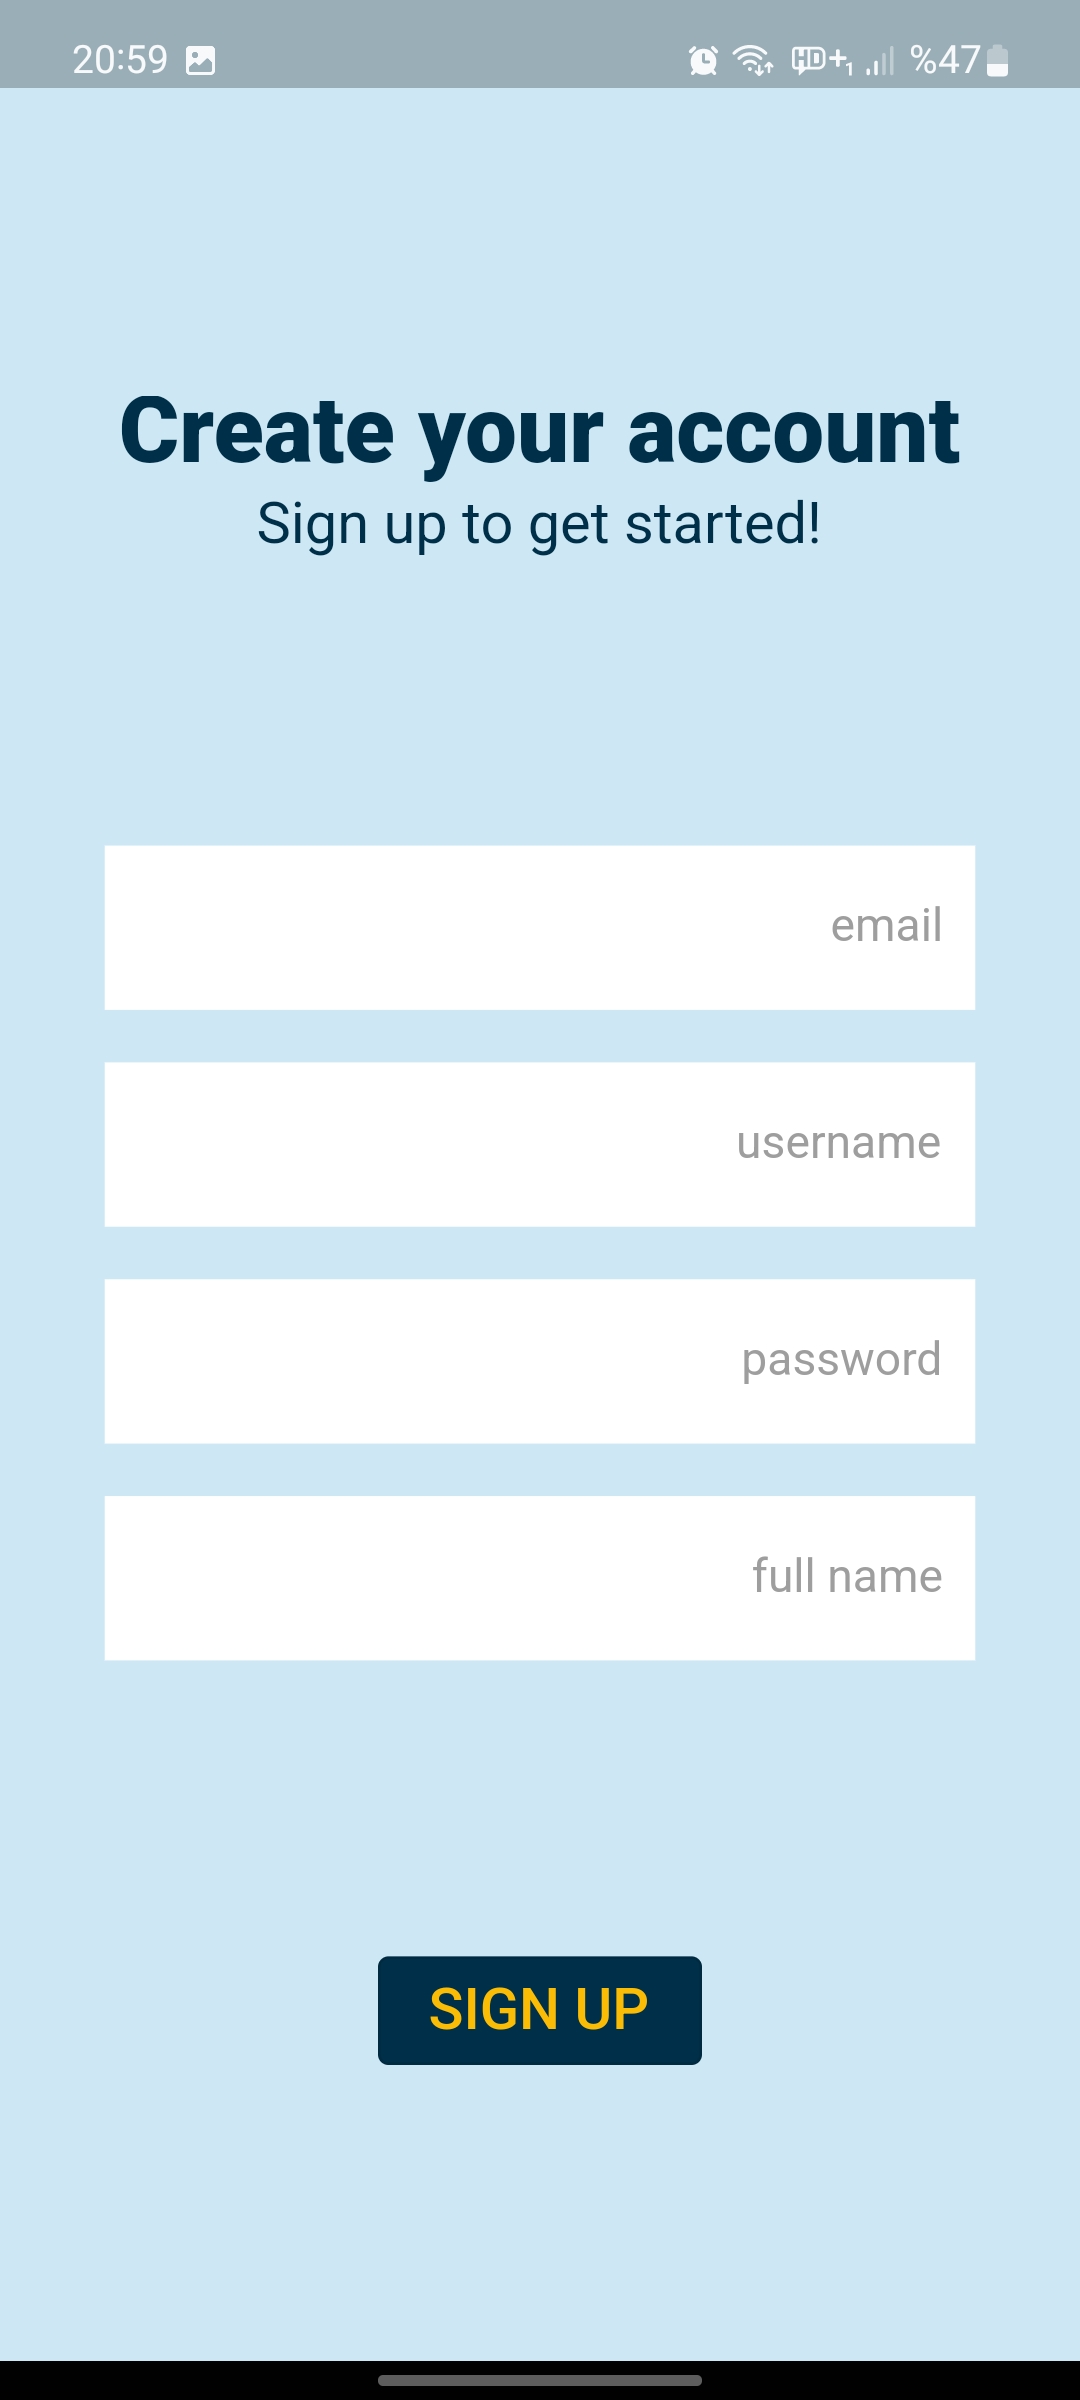 20:59 HD +1 %47
Create your account
Sign up to get started!
email
username
password
full name
SIGN UP